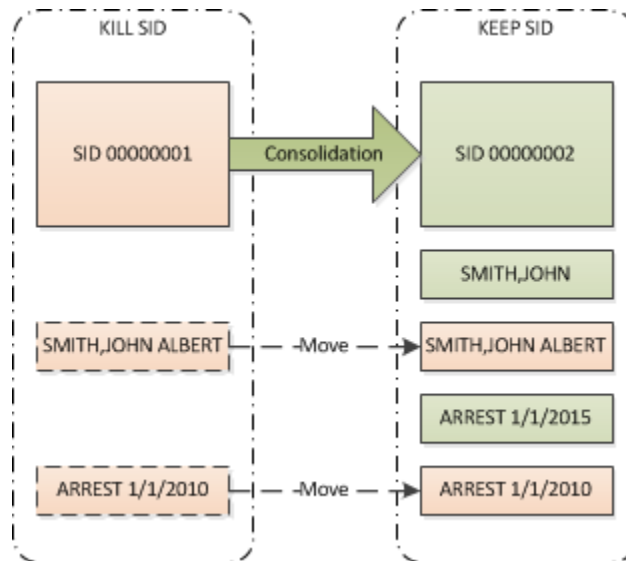 KILL SID
KEEP SID
SID 00000001
Consolidation
SID 00000002
SMITH,JOHN
SMITH,JOHN ALBERT
Move
SMITH,JOHN ALBERT
ARREST 1/1/2015
ARREST 1/1/2010
Move
ARREST 1/1/2010